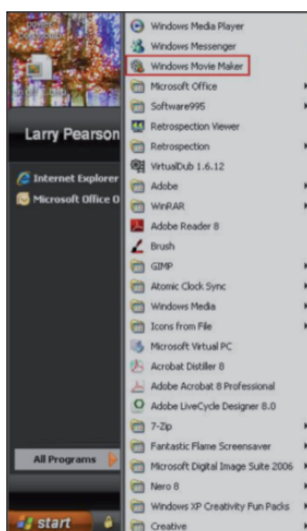 Windows Media Player
Windows Messenger
Windows Movie Maker
Microsoft Office
Software995
Retrospection Viewer
Retrospection
VirtualDub 1.6.12
Adobe
WinRAR
Adobe Reader 8
Brush
GIMP
Atomic Clock Sync
Windows Media
Icons from File
Microsoft Virtual PC
Acrobat Distiller 8
Adobe Acrobat 8 Professional
Adobe LiveCycle Designer 8.0
7-Zip
Fantastic Flame Screensaver
Microsoft Digital Image Suite 2006
Nero 8
Windows XP Creativity Fun Packs
Creative
Larry Pearson
Internet Explorer
Microsoft Office O
All Programs
start